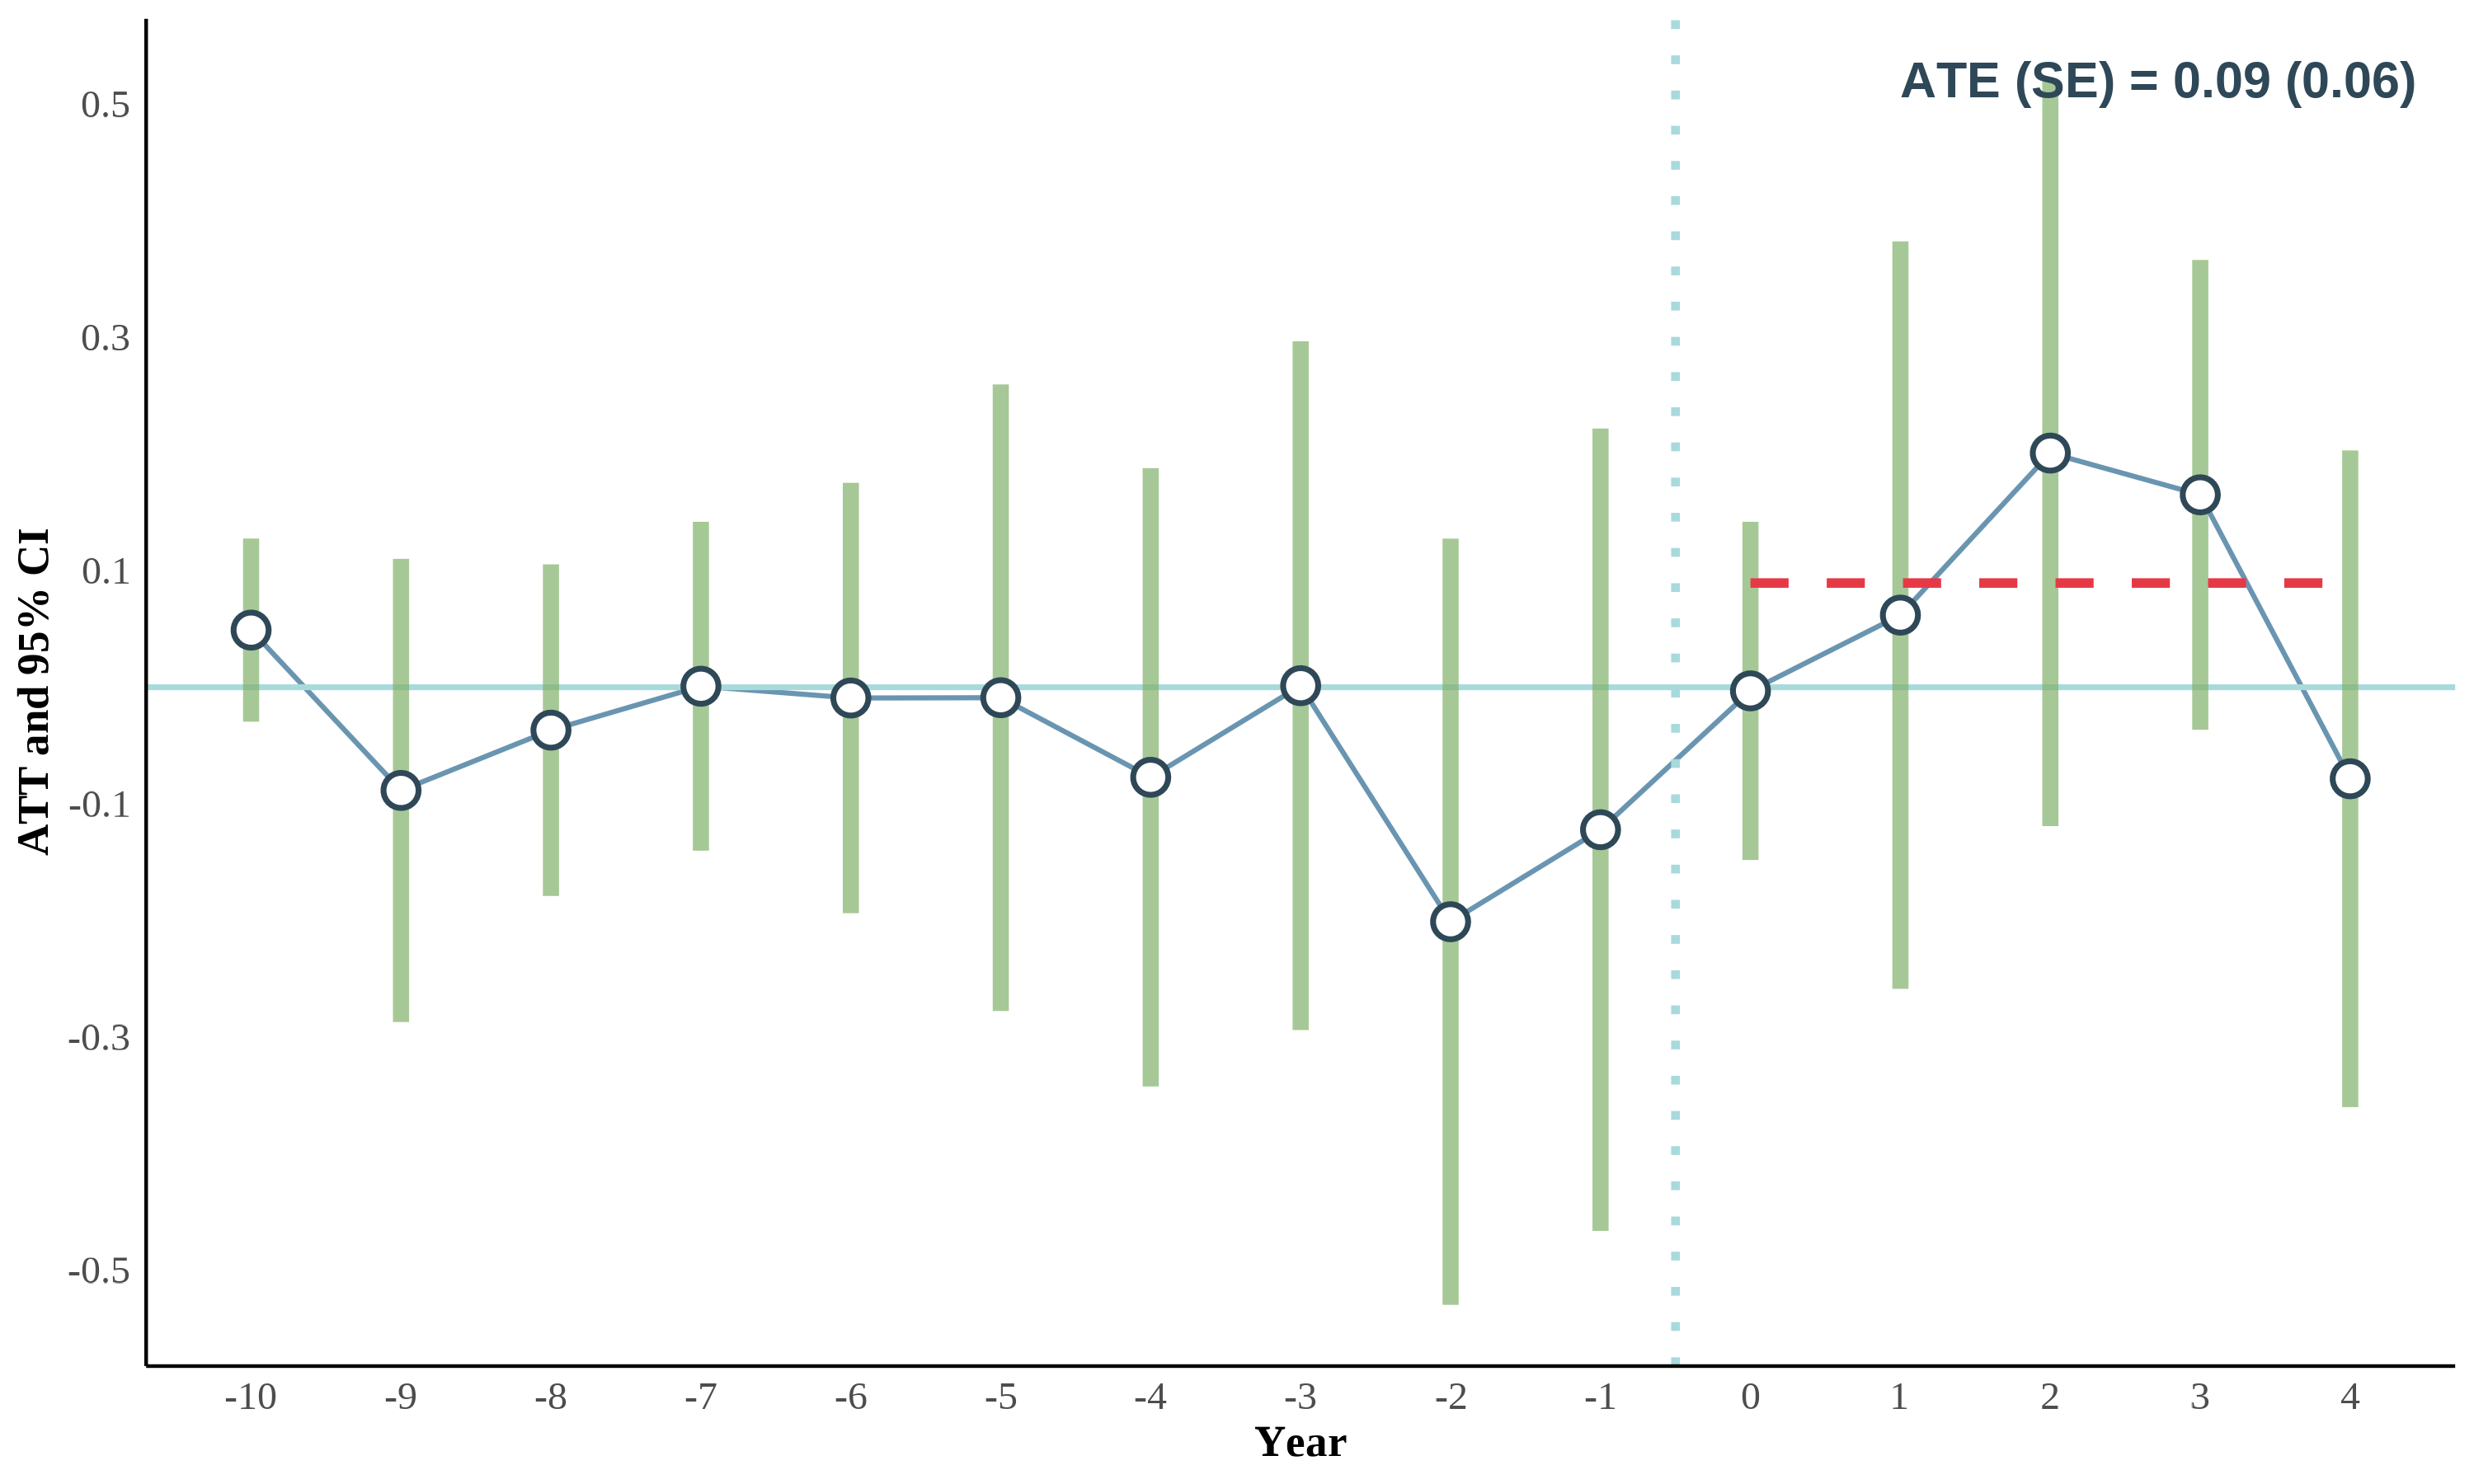 ATE (SE) = 0.09 (0.06)
0.5
0.3
0.1
-0.1
-0.3
-0.5
ATT and 95% CI
-10 -9 -8 -7 -6 -5 -4 -3 -2 -1 0 1 2 3 4
Year